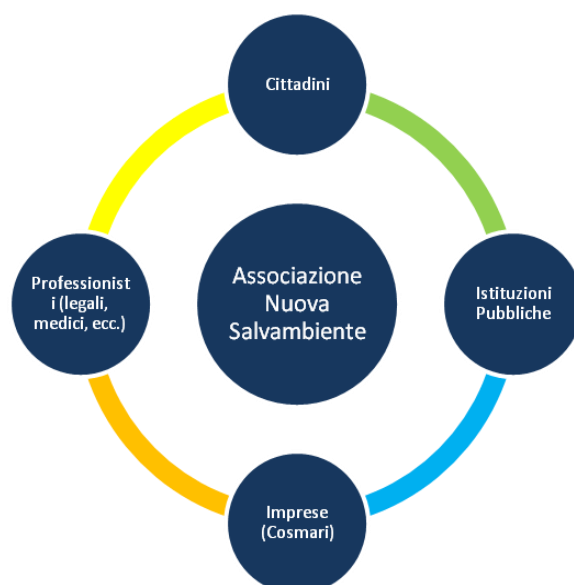 Cittadini
Professionist
i (legali,
medici, ecc.)
Associazione
Nuova
Salvambiente
Istituzioni
Pubbliche
Imprese
(Cosmari)